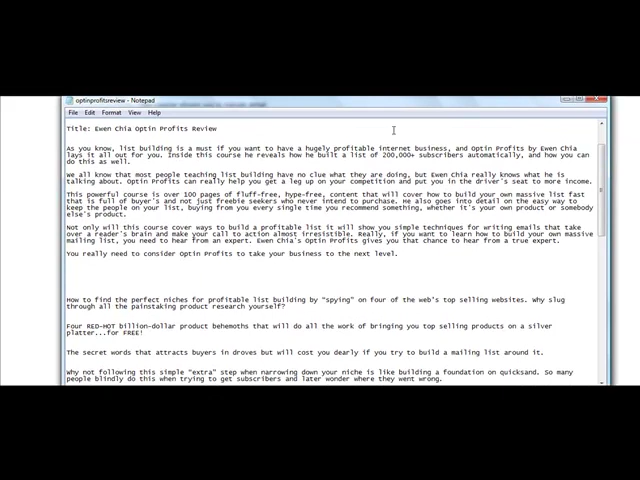 optinprofitsreview - Notepad
File Edit Format View Help
Title: Ewen Chia Optin Profits Review
As you know, list building is a must if you want to have a hugely profitable internet business, and Optin Profits by Ewen Chia
lays it all out for you. Inside this course he reveals how he built a list of 200,000+ subscribers automatically, and how you can
do this as well.
We all know that most people teaching list building have no clue what they are doing, but Ewen Chia really knows what he is
talking about. Optin Profits can really help you get a leg up on your competition and put you in the driver's seat to more income.
This powerful course is over 100 pages of fluff-free, hype-free, content that will cover how to build your own massive list fast
that is full of buyer's and not just freebie seekers who never intend to purchase. He also goes into detail on the easy way to
keep the people on your list, buying from you every single time you recommend something, whether it's your own product or somebody
else's product.
Not only will this course cover ways to build a profitable list it will show you simple techniques for writing emails that take
over a reader's brain and make your call to action almost irresistible. Really, if you want to learn how to build your own massive
mailing list, you need to hear from an expert. Ewen Chia's Optin Profits gives you that chance to hear from a true expert.
You really need to consider Optin Profits to take your business to the next level.
How to find the perfect niches for profitable list building by "spying" on four of the web's top selling websites. Why slug
through all the painstaking product research yourself?
Four RED-HOT billion-dollar product behemoths that will do all the work of bringing you top selling products on a silver
platter...for FREE!
The secret words that attracts buyers in droves but will cost you dearly if you try to build a mailing list around it.
Why not following this simple "extra" step when narrowing down your niche is like building a foundation on quicksand. So many
people blindly do this when trying to get subscribers and later wonder where they went wrong.